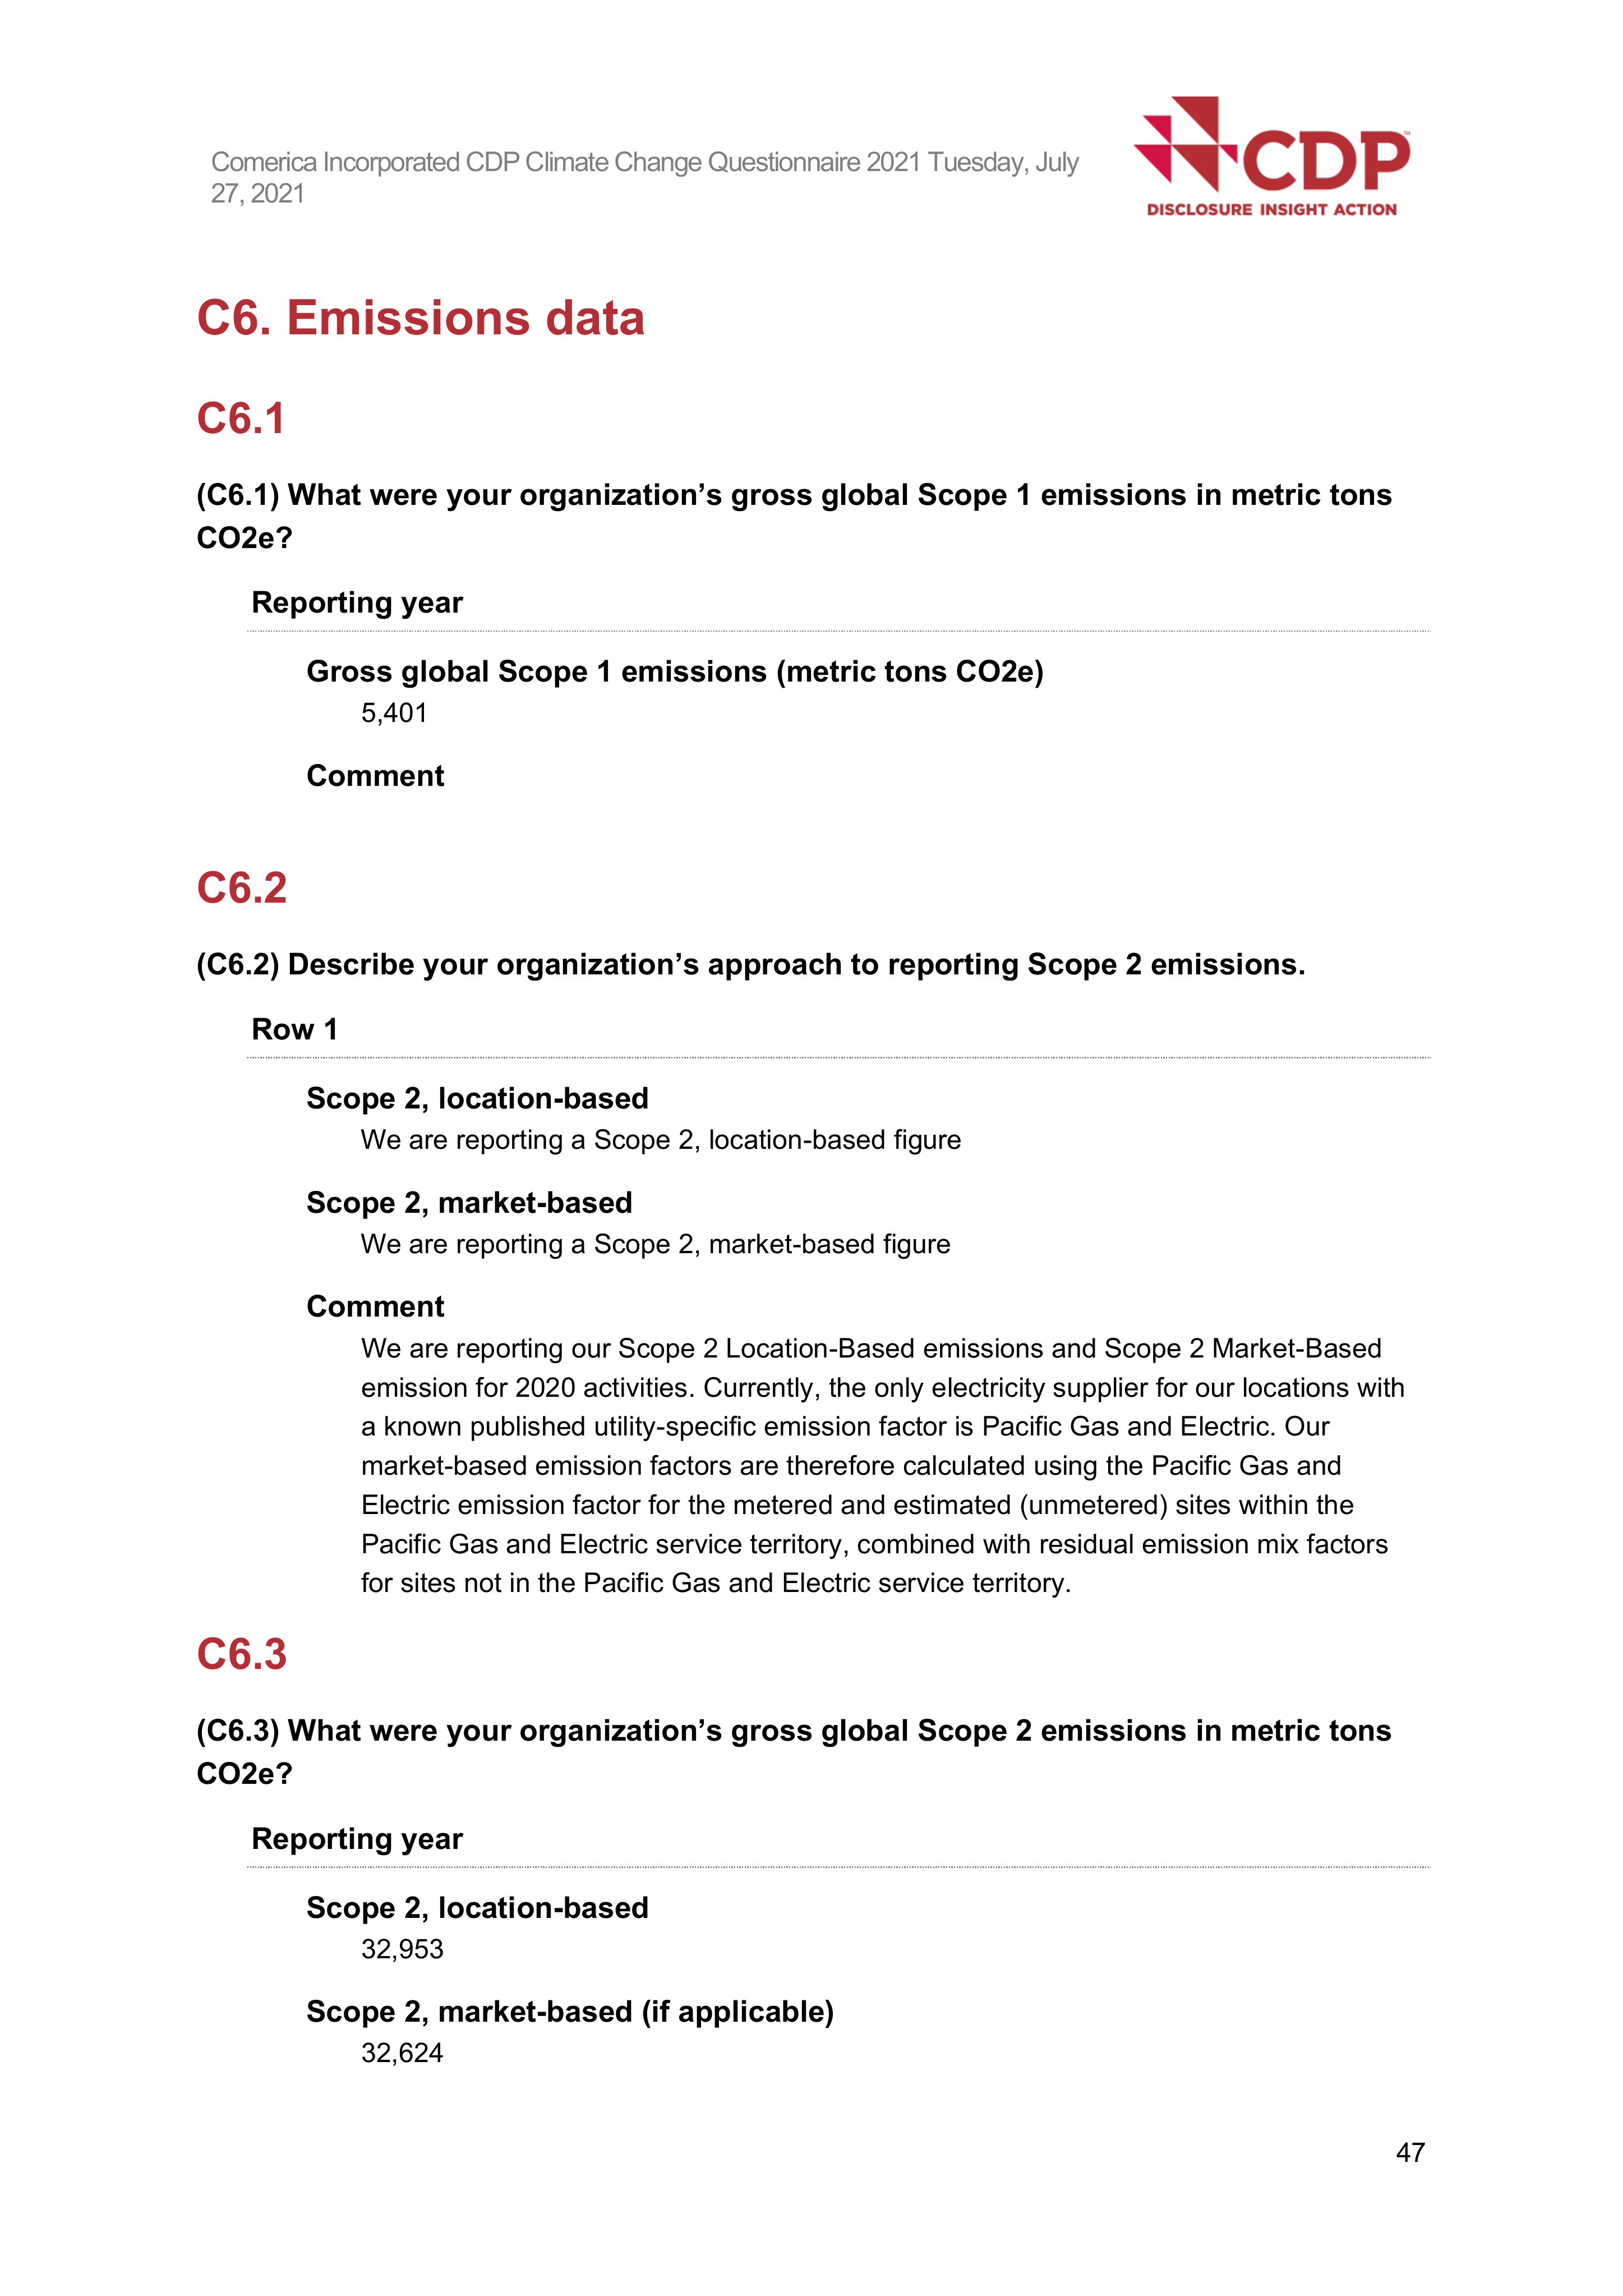 Comerica Incorporated CDP Climate Change Questionnaire 2021 Tuesday, July
27, 2021
CDP™
DISCLOSURE INSIGHT ACTION
C6. Emissions data
C6.1
(C6.1) What were your organization’s gross global Scope 1 emissions in metric tons
CO2e?
Reporting year
Gross global Scope 1 emissions (metric tons CO2e)
5,401
Comment
C6.2
(C6.2) Describe your organization’s approach to reporting Scope 2 emissions.
Row 1
Scope 2, location-based
We are reporting a Scope 2, location-based figure
Scope 2, market-based
We are reporting a Scope 2, market-based figure
Comment
We are reporting our Scope 2 Location-Based emissions and Scope 2 Market-Based
emission for 2020 activities. Currently, the only electricity supplier for our locations with
a known published utility-specific emission factor is Pacific Gas and Electric. Our
market-based emission factors are therefore calculated using the Pacific Gas and
Electric emission factor for the metered and estimated (unmetered) sites within the
Pacific Gas and Electric service territory, combined with residual emission mix factors
for sites not in the Pacific Gas and Electric service territory.
C6.3
(C6.3) What were your organization’s gross global Scope 2 emissions in metric tons
CO2e?
Reporting year
Scope 2, location-based
32,953
Scope 2, market-based (if applicable)
32,624
47